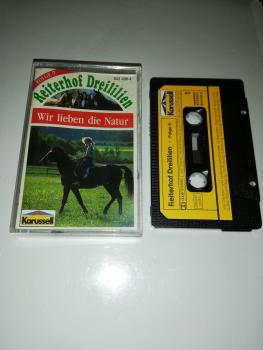 FOLGE 9
Reiterhof Dreililien
Wir lieben die Natur
Karussell
Karussell
Reiterhof Dreililien - Folge 9